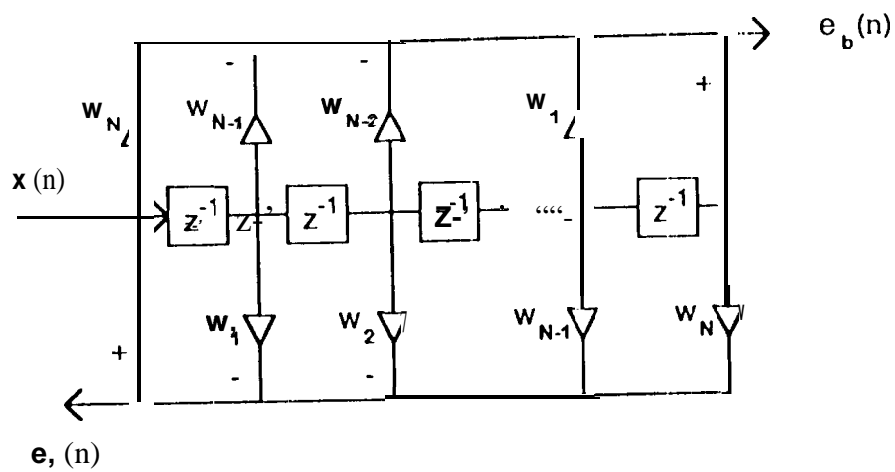 e_b(n)
- -
+
W_N W_{N-1} W_{N-2} W_1
x (n)
z^{-1} z-' z^{-1} z^{-1} . ““_ z^{-1}
W_1 W_2 W_{N-1} W_N
+
- -
e, (n)